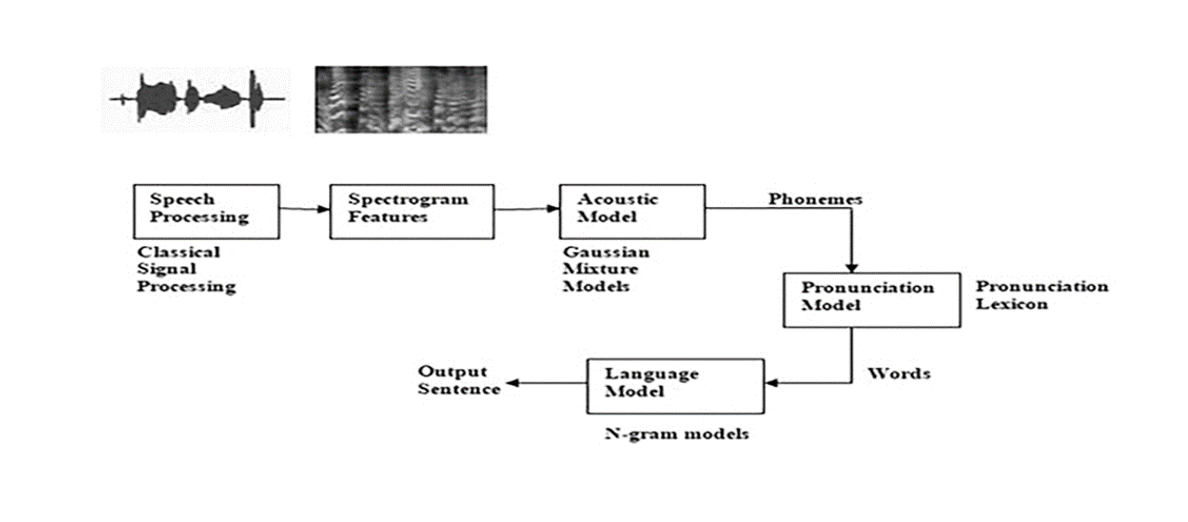 Speech
Processing
Spectrogram
Features
Acoustic
Model
Phonemes
Classical
Signal
Processing
Gaussian
Mixture
Models
Pronunciation
Model
Pronunciation
Lexicon
Output
Sentence
Language
Model
Words
N-gram models